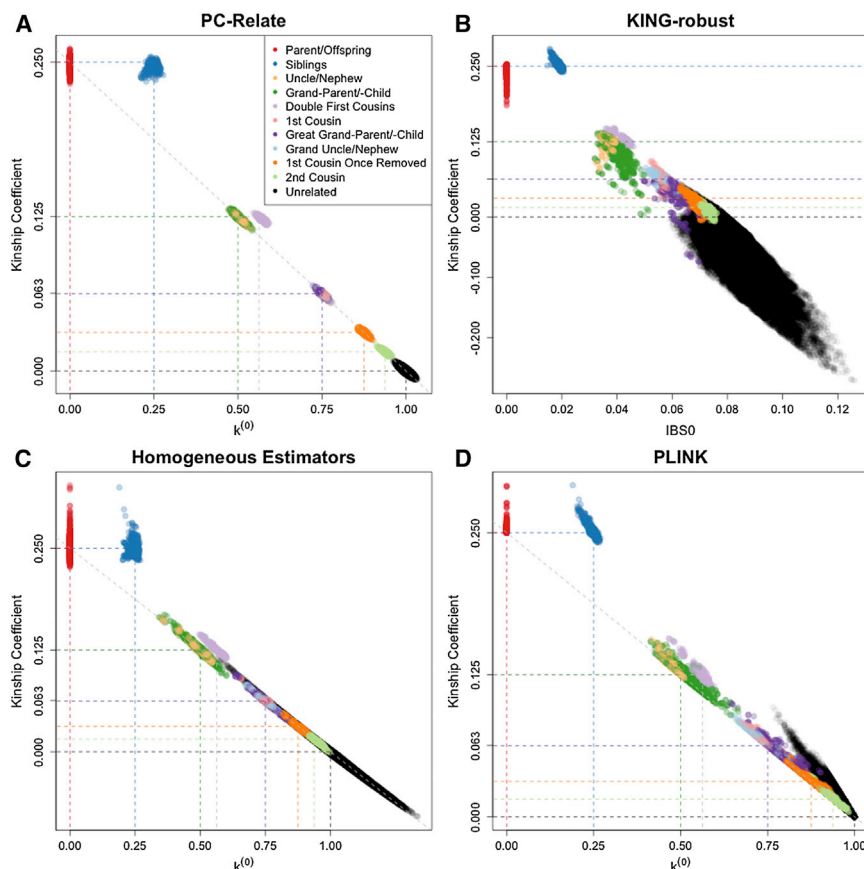 A
PC-Relate
Kinship Coefficient
0.250
0.125
0.063
0.000
Parent/Offspring
Siblings
Uncle/Nephew
Grand-Parent/-Child
Double First Cousins
1st Cousin
Great Grand-Parent/-Child
Grand Uncle/Nephew
1st Cousin Once Removed
2nd Cousin
Unrelated
0.00 0.25 0.50 0.75 1.00
k(0)
B
KING-robust
Kinship Coefficient
0.250
0.125
0.000
-0.100
-0.200
0.00 0.02 0.04 0.06 0.08 0.10 0.12
IBS0
C
Homogeneous Estimators
Kinship Coefficient
0.250
0.125
0.063
0.000
0.00 0.25 0.50 0.75 1.00
k(0)
D
PLINK
Kinship Coefficient
0.250
0.125
0.063
0.000
0.00 0.25 0.50 0.75 1.00
k(0)